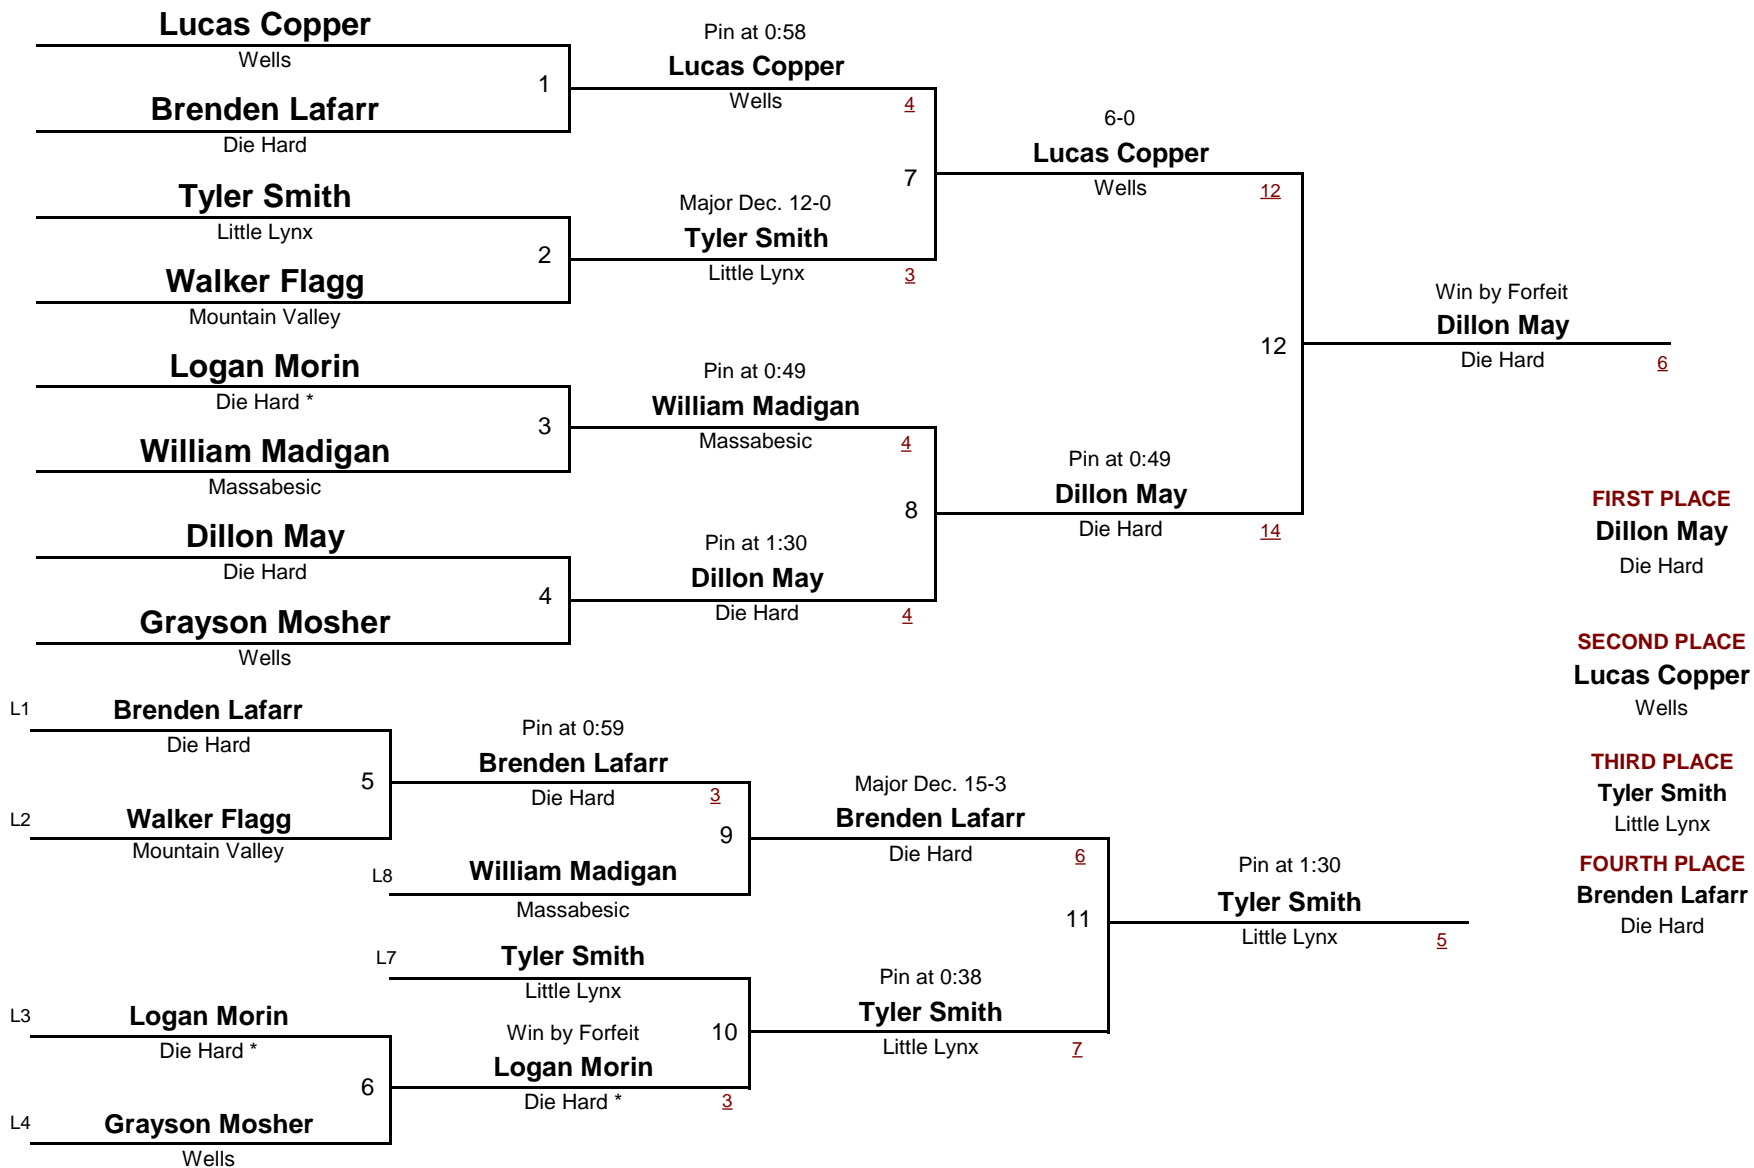 Lucas Copper
Wells
1
Brenden Lafarr
Die Hard
Tyler Smith
Little Lynx
2
Walker Flagg
Mountain Valley
Logan Morin
Die Hard *
3
William Madigan
Massabesic
Dillon May
Die Hard
4
Grayson Mosher
Wells
Pin at 0:58
Lucas Copper
Wells
4
7
Major Dec. 12-0
Tyler Smith
Little Lynx
3
Pin at 0:49
William Madigan
Massabesic
4
8
Pin at 1:30
Dillon May
Die Hard
4
6-0
Lucas Copper
Wells
12
12
Pin at 0:49
Dillon May
Die Hard
14
Win by Forfeit
Dillon May
Die Hard
6
FIRST PLACE
Dillon May
Die Hard
SECOND PLACE
Lucas Copper
Wells
THIRD PLACE
Tyler Smith
Little Lynx
FOURTH PLACE
Brenden Lafarr
Die Hard
L1
Brenden Lafarr
Die Hard
5
L2
Walker Flagg
Mountain Valley
Pin at 0:59
Brenden Lafarr
Die Hard
3
9
L8
William Madigan
Massabesic
L7
Tyler Smith
Little Lynx
10
L3
Logan Morin
Die Hard *
6
L4
Grayson Mosher
Wells
Win by Forfeit
Logan Morin
Die Hard *
3
Major Dec. 15-3
Brenden Lafarr
Die Hard
6
11
Pin at 0:38
Tyler Smith
Little Lynx
7
Pin at 1:30
Tyler Smith
Little Lynx
5